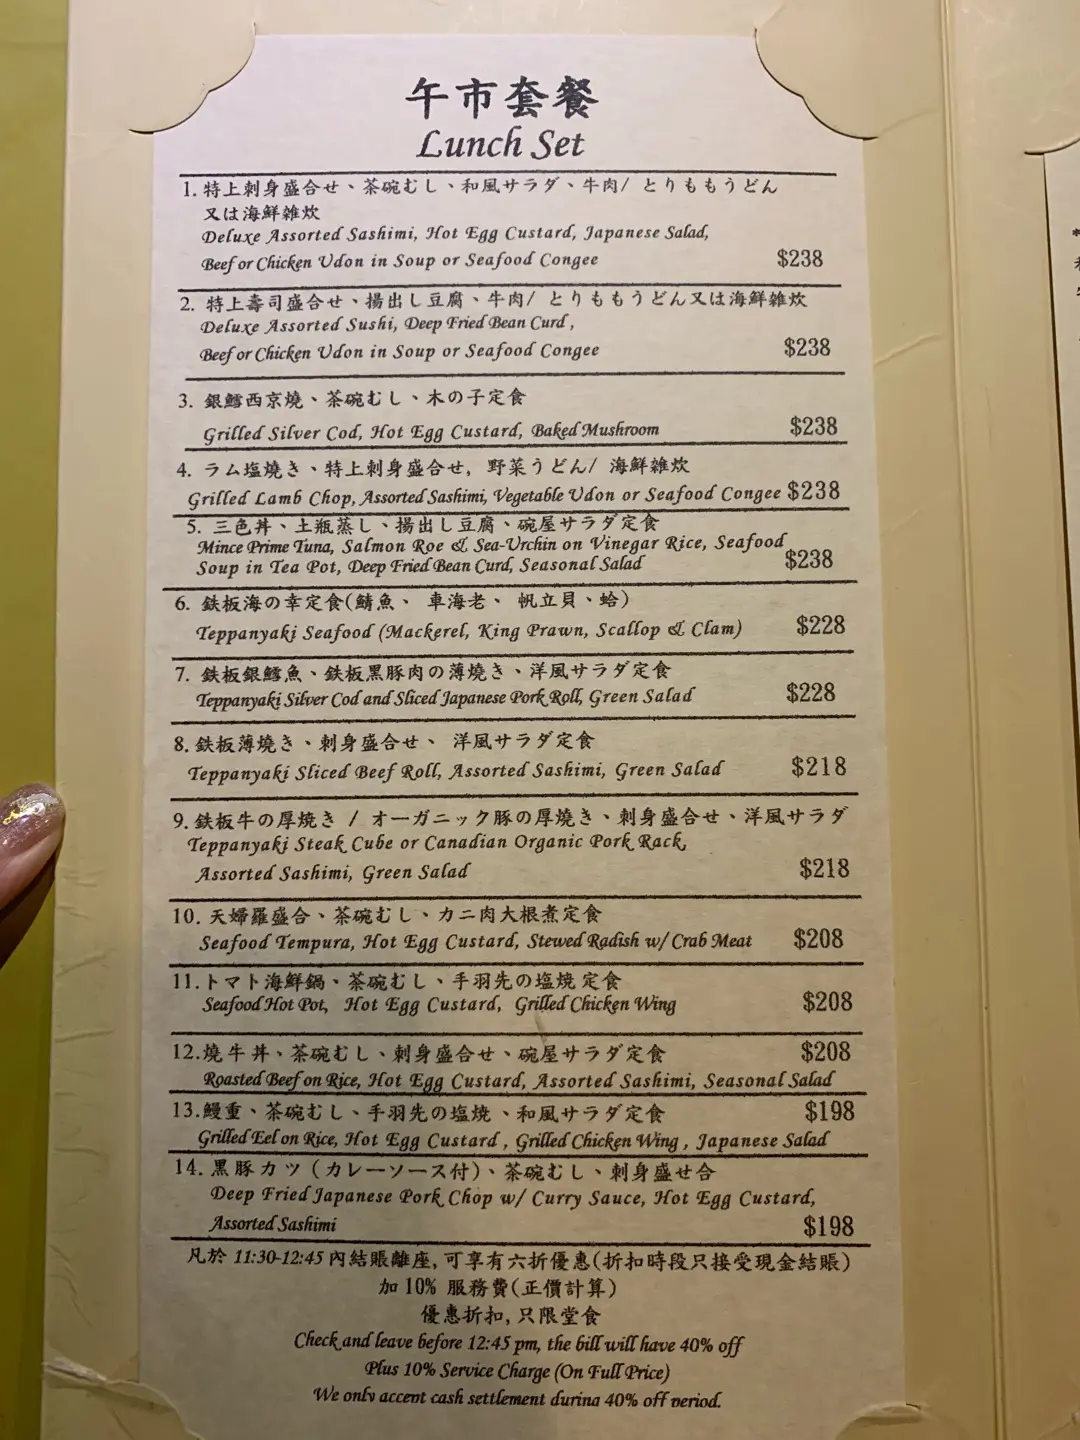 午市套餐
Lunch Set
1. 特上刺身盛合せ、茶碗むし、和風サラダ、牛肉/ とりももうどん
又は海鮮雑炊
Deluxe Assorted Sashimi, Hot Egg Custard, Japanese Salad,
Beef or Chicken Udon in Soup or Seafood Congee $238
2. 特上壽司盛合せ、揚出し豆腐、牛肉/ とりももうどん又は海鮮雑炊
Deluxe Assorted Sushi, Deep Fried Bean Curd ,
Beef or Chicken Udon in Soup or Seafood Congee $238
3. 銀鱈西京燒、茶碗むし、木の子定食
Grilled Silver Cod, Hot Egg Custard, Baked Mushroom $238
4. ラム塩燒き、特上刺身盛合せ, 野菜うどん/ 海鮮雑炊
Grilled Lamb Chop, Assorted Sashimi, Vegetable Udon or Seafood Congee $238
5. 三色丼、土瓶蒸し、揚出し豆腐、碗屋サラダ定食
Mince Prime Tuna, Salmon Roe & Sea-Urchin on Vinegar Rice, Seafood
Soup in Tea Pot, Deep Fried Bean Curd, Seasonal Salad $238
6. 鉄板海の幸定食(鯖魚、 車海老、 帆立貝、蛤)
Teppanyaki Seafood (Mackerel, King Prawn, Scallop & Clam) $228
7. 鉄板銀鱈魚、鉄板黒豚肉の薄燒き、洋風サラダ定食
Teppanyaki Silver Cod and Sliced Japanese Pork Roll, Green Salad $228
8. 鉄板薄燒き、刺身盛合せ、 洋風サラダ定食
Teppanyaki Sliced Beef Roll, Assorted Sashimi, Green Salad $218
9. 鉄板牛の厚燒き / オーガニック豚の厚燒き、刺身盛合せ、洋風サラダ
Teppanyaki Steak Cube or Canadian Organic Pork Rack,
Assorted Sashimi, Green Salad $218
10. 天婦羅盛合、茶碗むし、カニ肉大根煮定食
Seafood Tempura, Hot Egg Custard, Stewed Radish w/ Crab Meat $208
11.トマト海鮮鍋、茶碗むし、手羽先の塩焼 定食
Seafood Hot Pot, Hot Egg Custard, Grilled Chicken Wing $208
12.燒牛丼、茶碗むし、刺身盛合せ、碗屋サラダ定食 $208
Roasted Beef on Rice, Hot Egg Custard, Assorted Sashimi, Seasonal Salad
13.鰻重、茶碗むし、手羽先の塩焼 、和風サラダ定食 $198
Grilled Eel on Rice, Hot Egg Custard , Grilled Chicken Wing , Japanese Salad
14. 黒豚カツ (カレーソース付)、茶碗むし、刺身盛せ合
Deep Fried Japanese Pork Chop w/ Curry Sauce, Hot Egg Custard,
Assorted Sashimi $198
凡於 11:30-12:45 內結賬離座, 可享有六折優惠(折扣時段只接受現金結賬)
加 10% 服務費(正價計算)
優惠折扣, 只限堂食
Check and leave before 12:45 pm, the bill will have 40% off
Plus 10% Service Charge (On Full Price)
We only accept cash settlement during 40% off period.